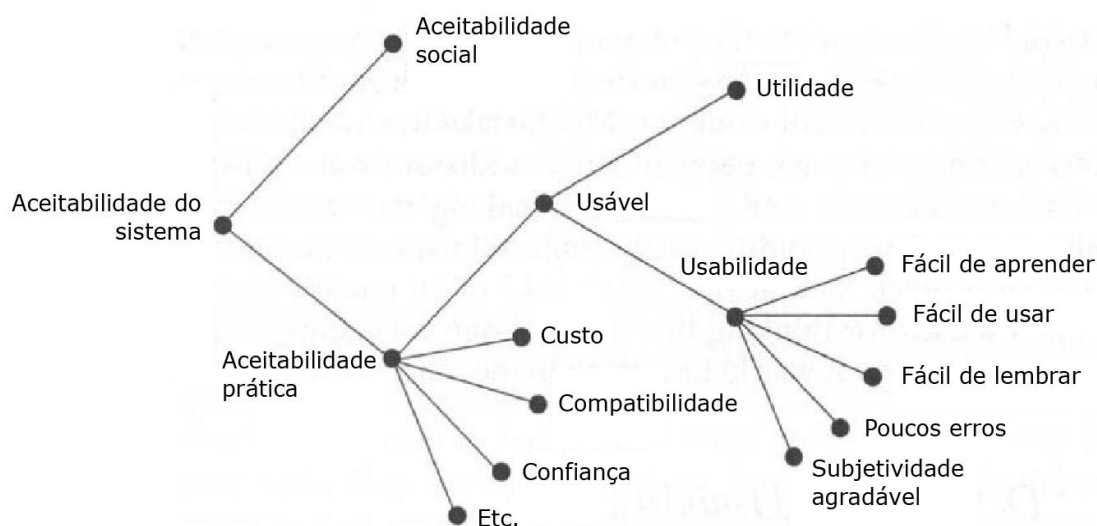 Aceitabilidade
social
Utilidade
Aceitabilidade do
sistema
Usável
Usabilidade
Fácil de aprender
Fácil de usar
Custo
Aceitabilidade
prática
Fácil de lembrar
Compatibilidade
Poucos erros
Confiança
Subjetividade
agradável
Etc.